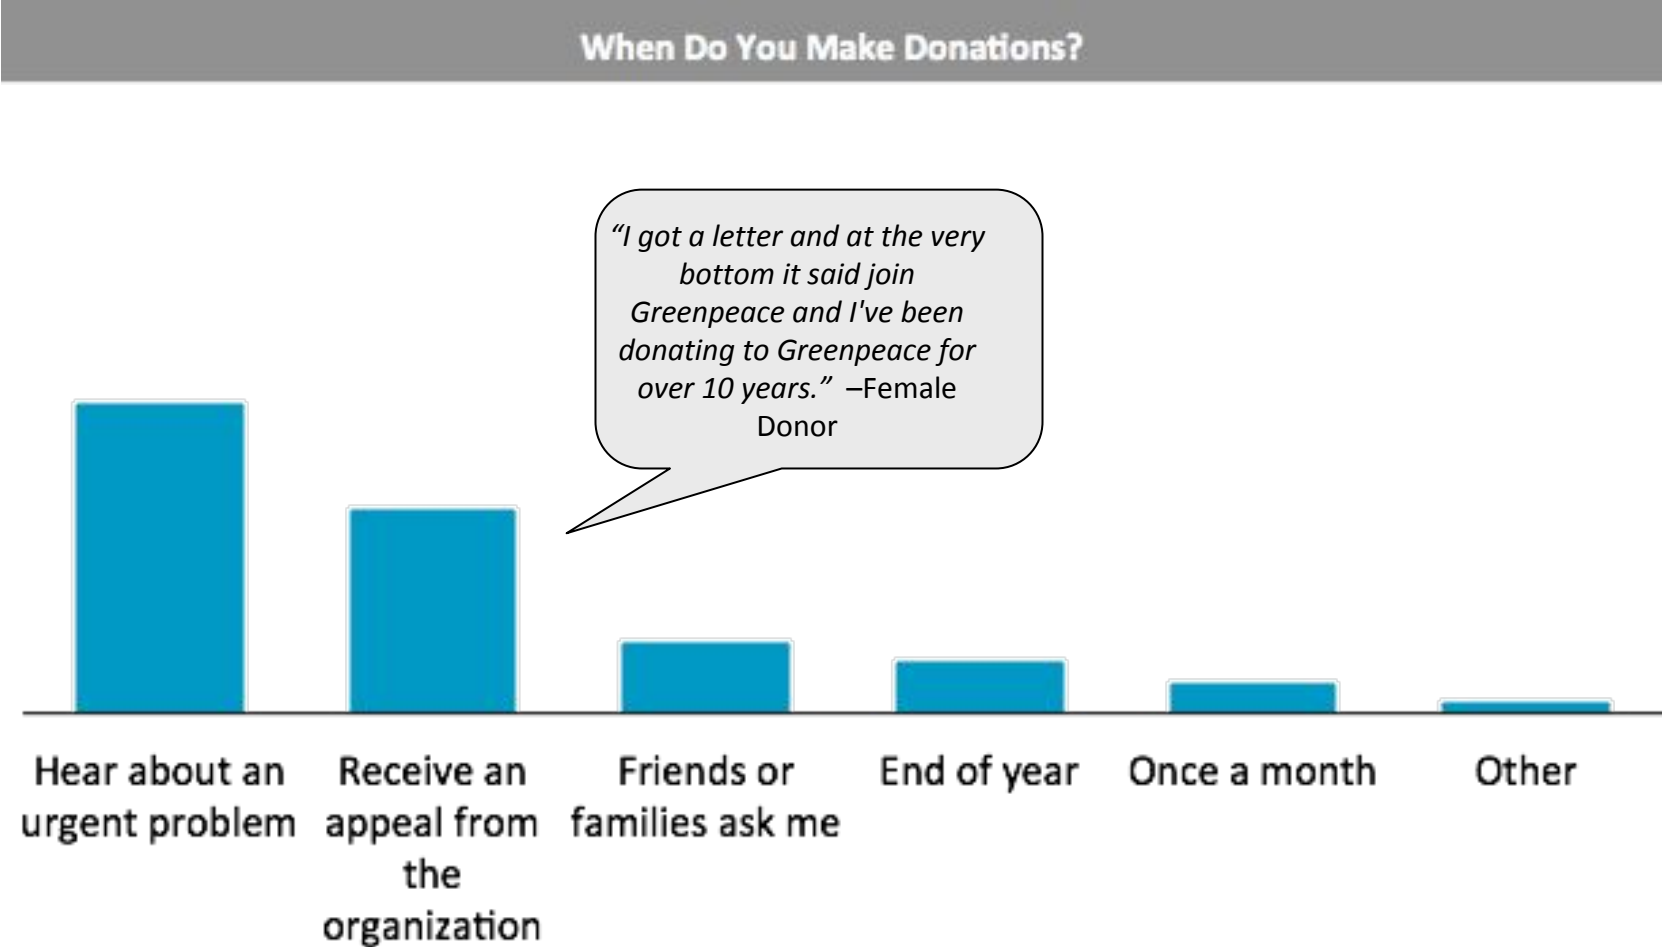 When Do You Make Donations?
“I got a letter and at the very
bottom it said join
Greenpeace and I've been
donating to Greenpeace for
over 10 years.” –Female
Donor
Hear about an
urgent problem
Receive an
appeal from
the
organization
Friends or
families ask me
End of year
Once a month
Other